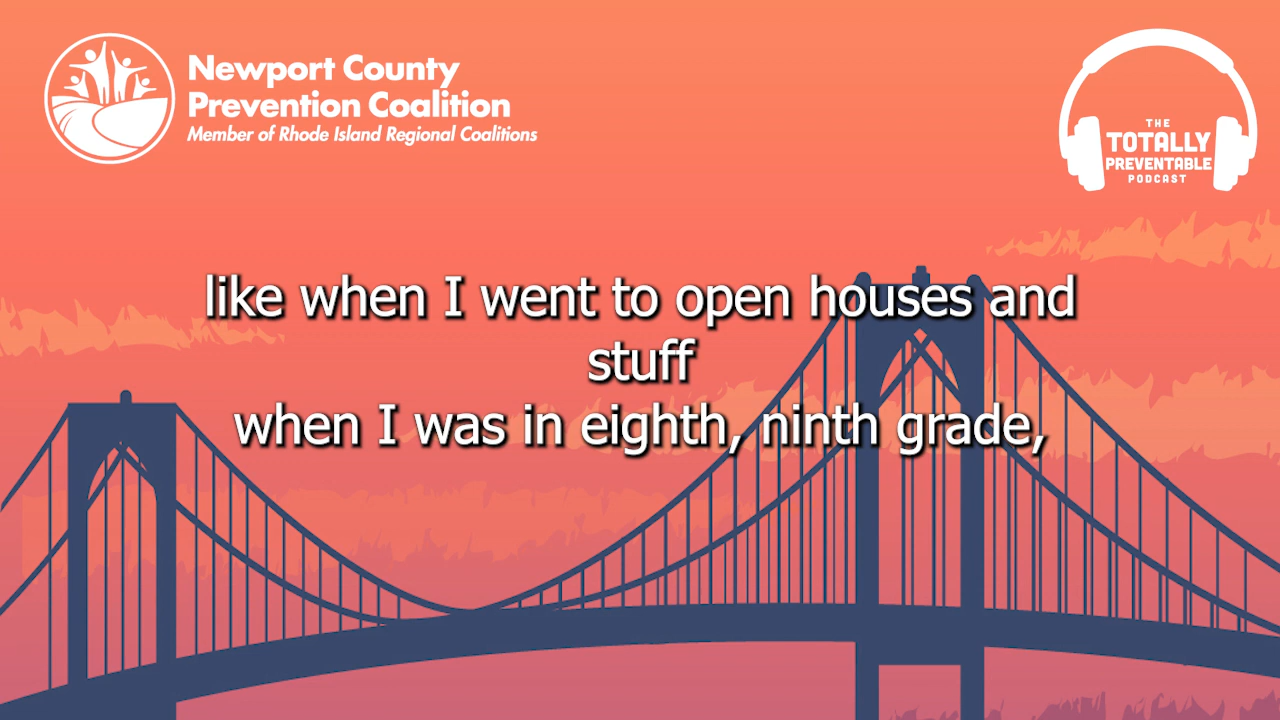 Newport County
Prevention Coalition
Member of Rhode Island Regional Coalitions
THE
TOTALLY
PREVENTABLE
PODCAST
like when I went to open houses and
stuff
when I was in eighth, ninth grade,